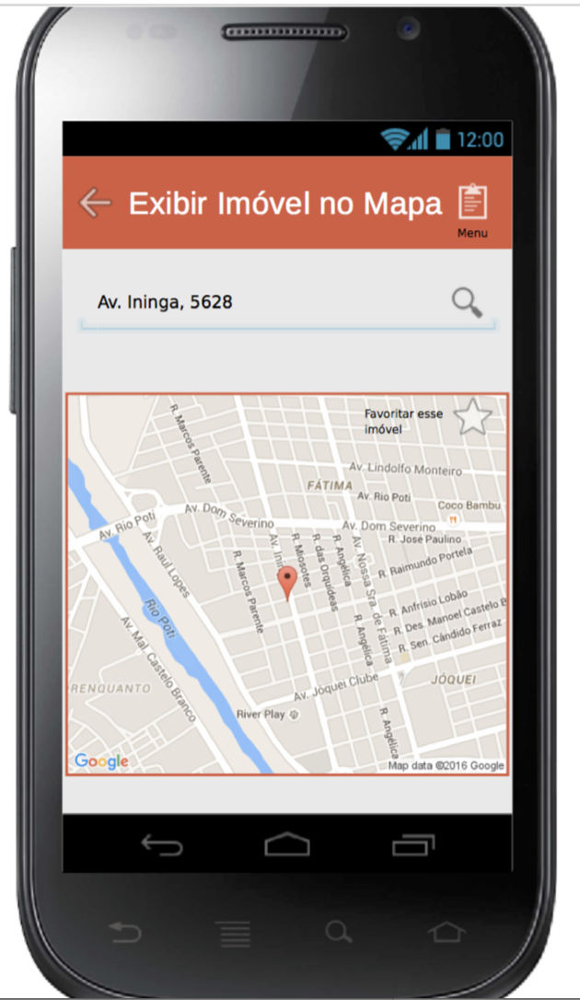 12:00
Exibir Imóvel no Mapa
Menu
Av. Ininga, 5628
Favoritar esse
imóvel
R. Marcos Parente
Av. Lindolfo Monteiro
FÁTIMA
Av. Rio Poti
Coco Bambu
Av. Dom Severino
Av. Dom Severino
Av. Rio Poti
R. José Paulino
Av. Raul Lopes
Av. Inin
R. Miosotes
R. das Orquídeas
R. Angélica
Av. Nossa Sra. de Fátima
R. Raimundo Portela
R. Marcos Parente
R. Anfrísio Lobão
Rio Poti
R. Des. Manoel Castelo B
R. Angélica
R. Sen. Cândido Ferraz
Av. Mal. Castelo Branco
Av. Jóquei Clube
JÓQUEI
RENQUANTO
River Play
R. Angélica
Google
Map data ©2016 Google